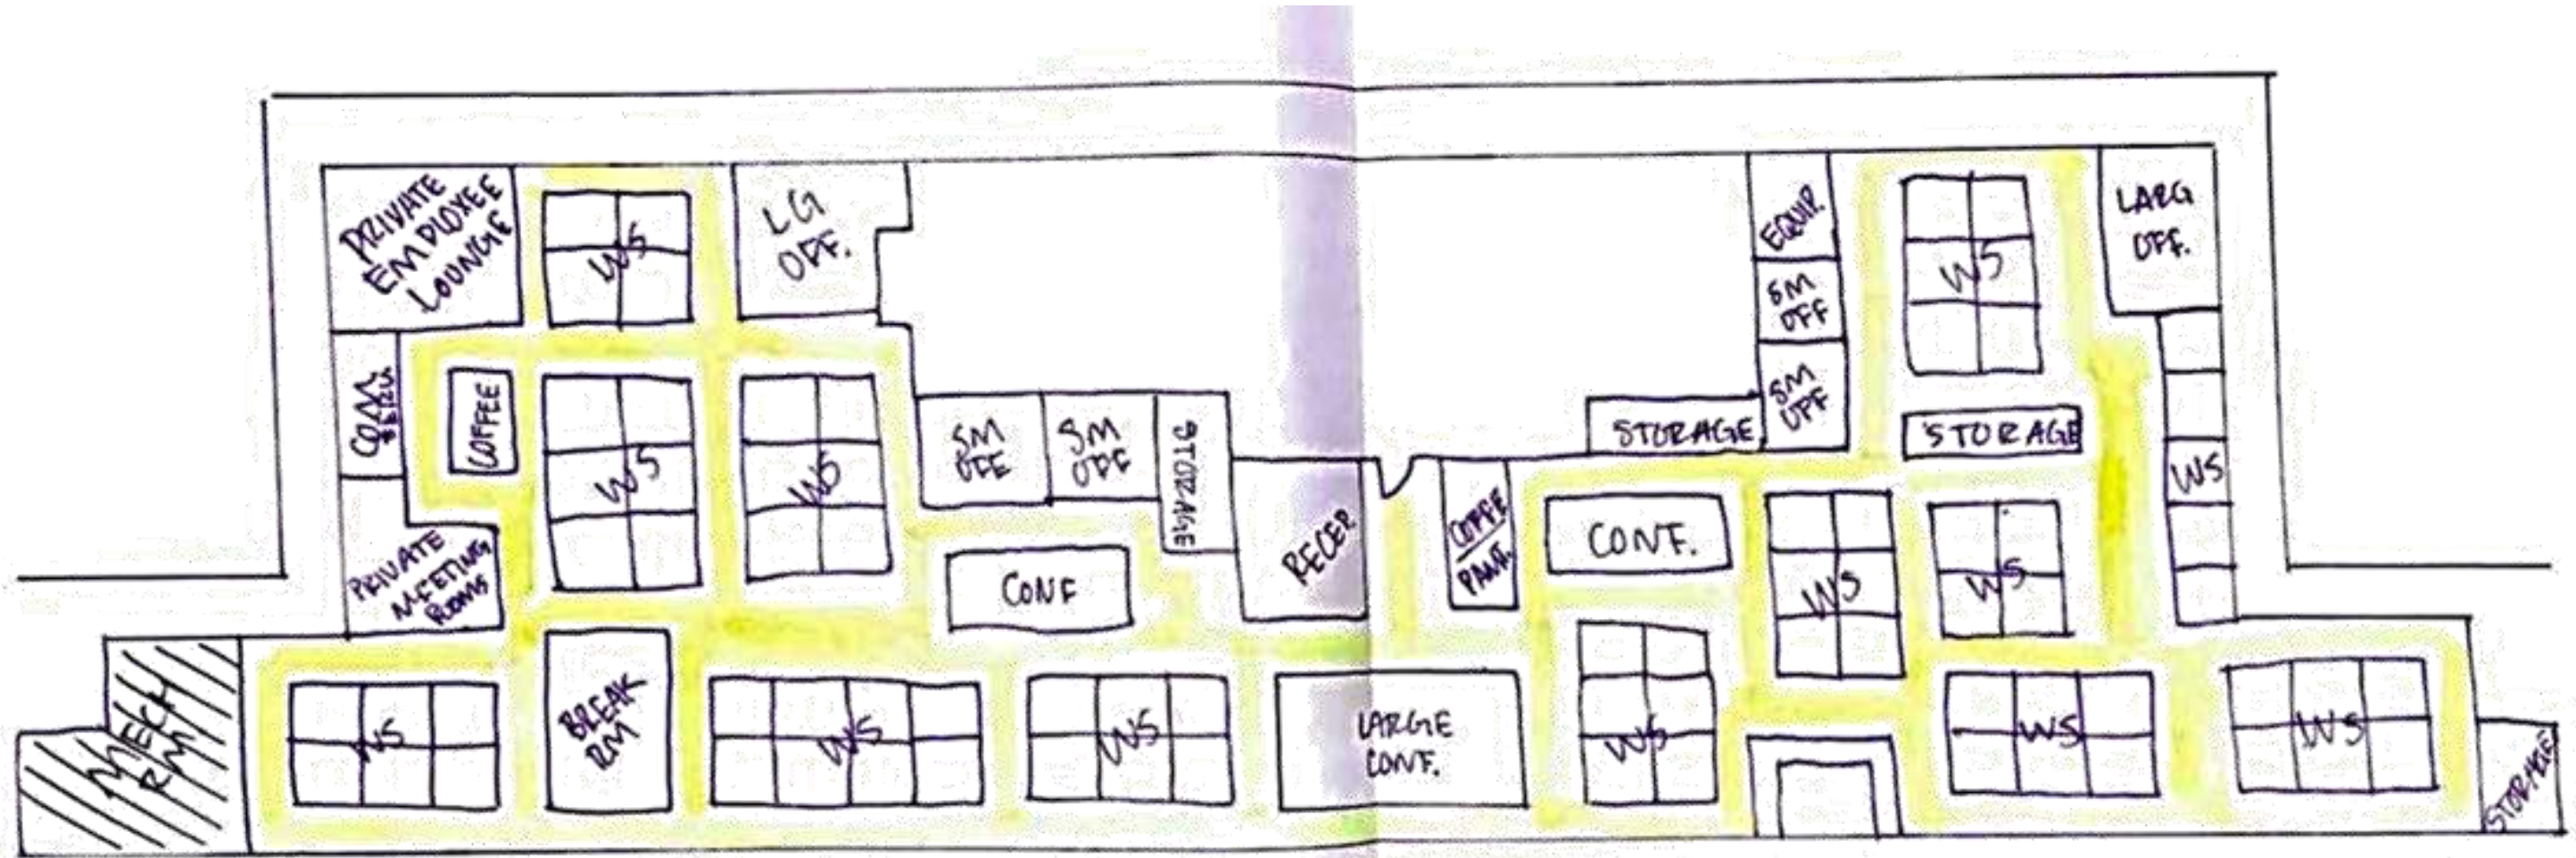 PRIVATE
EMPLOYEE
LOUNGE
WS
LG
OFF.
EQUIP.
SM
OFF
WS
LARG
OFF.
COFFEE
WS
WS
SM
OFF
SM
OFF
STORAGE
STORAGE
SM
OFF
STORAGE
WS
PRIVATE
MEETING
ROOMS
CONF
RECEP
COFFE
PANT.
CONF.
WS
WS
MECH
RM
WS
BREAK
RM
WS
WS
LARGE
CONF.
WS
WS
WS
STORAGE